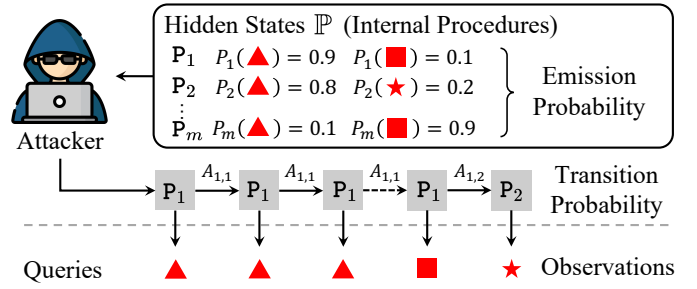 Hidden States ℙ (Internal Procedures)
P₁ P₁(▲) = 0.9 P₁(■) = 0.1
P₂ P₂(▲) = 0.8 P₂(★) = 0.2
⋮
Pₘ Pₘ(▲) = 0.1 Pₘ(■) = 0.9
Emission
Probability
Attacker
A₁,₁ A₁,₁ A₁,₁ A₁,₂
P₁ P₁ P₁ P₁ P₂
Transition
Probability
Queries
Observations